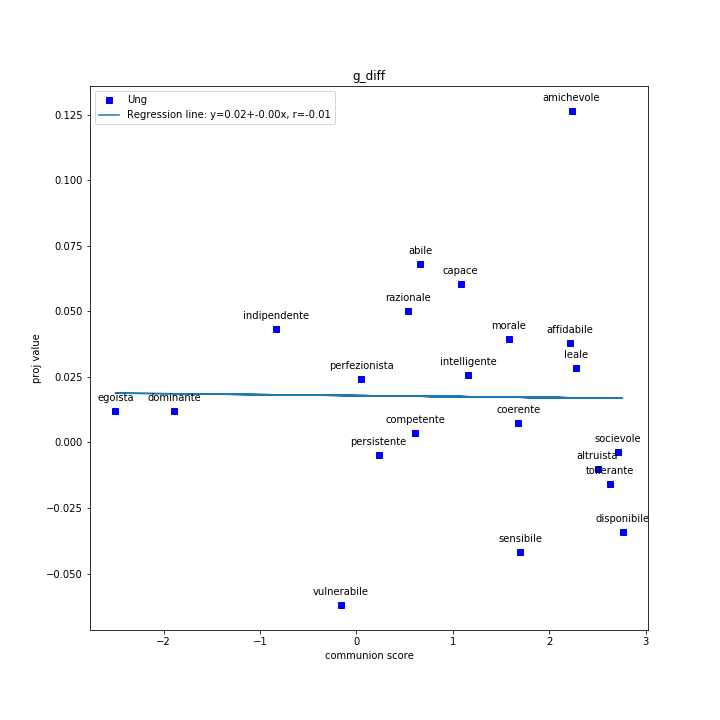 g_diff
Ung
Regression line: y=0.02+-0.00x, r=-0.01
amichevole
abile
capace
razionale
indipendente
morale
affidabile
leale
perfezionista
intelligente
egoista
dominante
coerente
competente
persistente
socievole
altruista
tollerante
disponibile
sensibile
vulnerabile
proj value
0.125
0.100
0.075
0.050
0.025
0.000
−0.025
−0.050
−2
−1
0
1
2
3
communion score